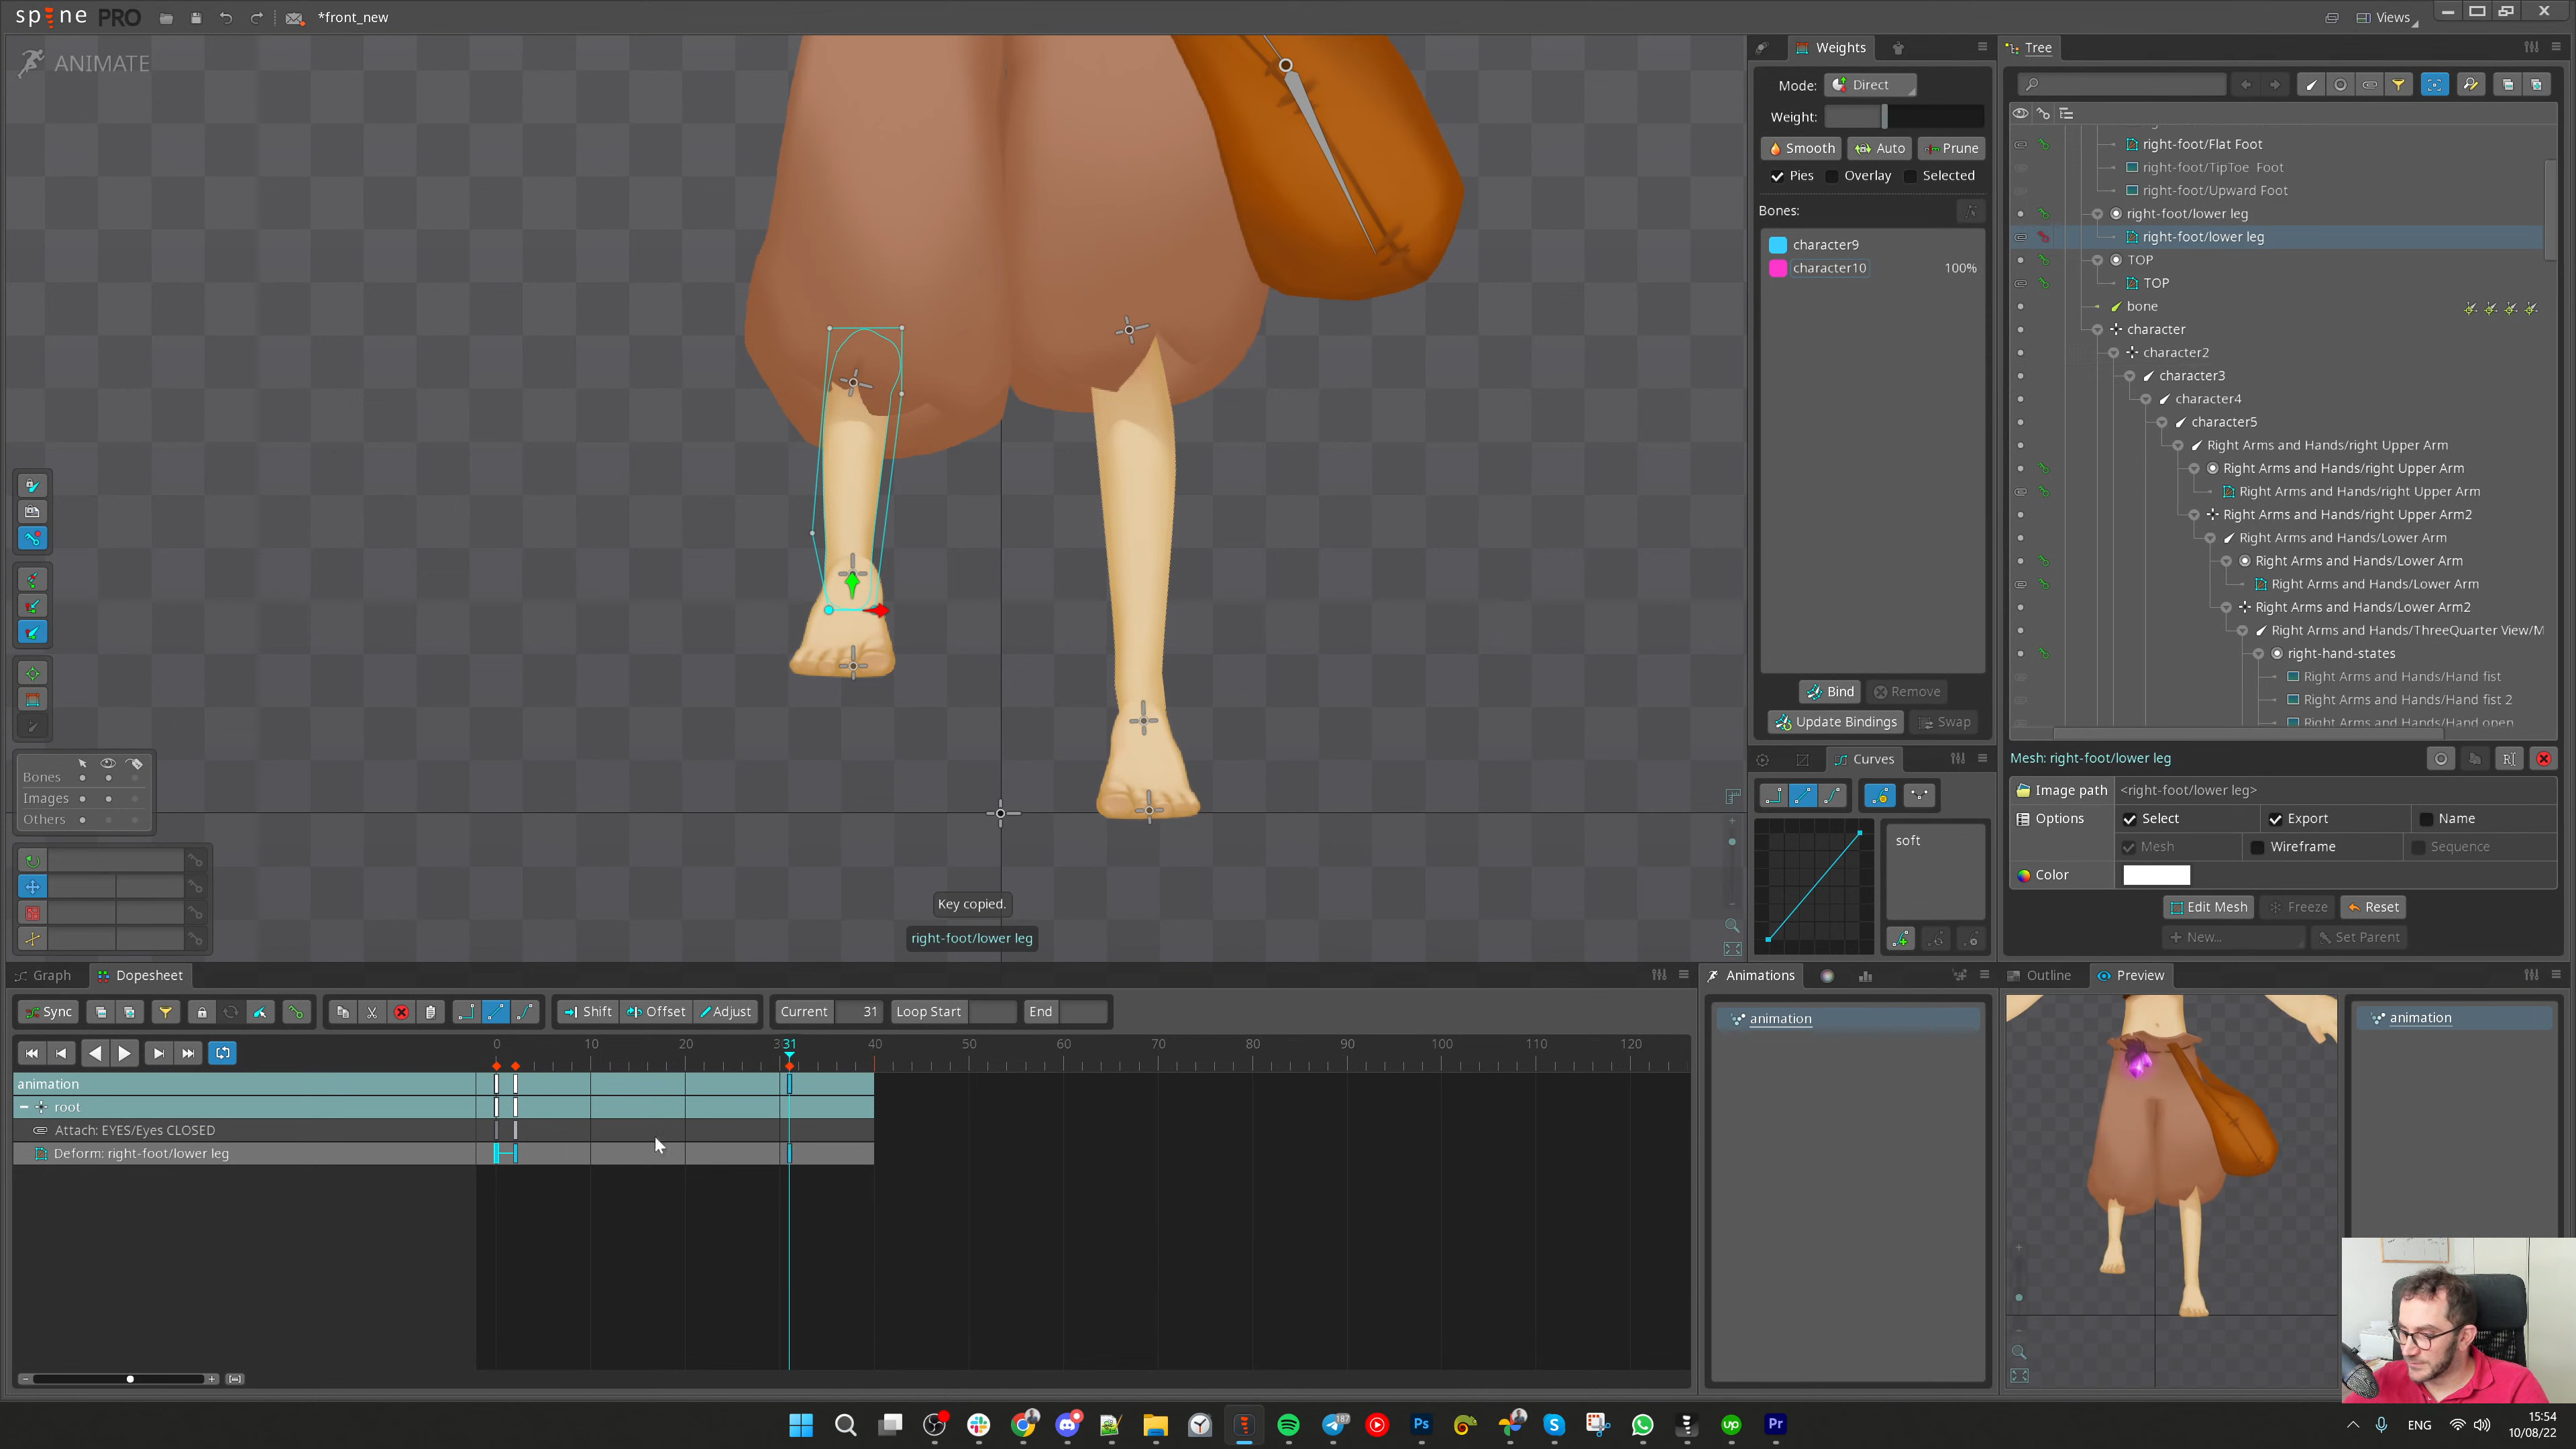 spine PRO
*front_new
Views
ANIMATE
Bones
Images
Others
Key copied.
right-foot/lower leg
Weights
Mode:
Direct
Weight:
Smooth
Auto
Prune
Pies
Overlay
Selected
Bones:
character9
character10
100%
Bind
Remove
Update Bindings
Swap
Curves
soft
Tree
right-foot/Flat Foot
right-foot/TipToe Foot
right-foot/Upward Foot
right-foot/lower leg
right-foot/lower leg
TOP
TOP
bone
character
character2
character3
character4
character5
Right Arms and Hands/right Upper Arm
Right Arms and Hands/right Upper Arm
Right Arms and Hands/right Upper Arm
Right Arms and Hands/right Upper Arm2
Right Arms and Hands/Lower Arm
Right Arms and Hands/Lower Arm
Right Arms and Hands/Lower Arm
Right Arms and Hands/Lower Arm2
Right Arms and Hands/ThreeQuarter View/M
right-hand-states
Right Arms and Hands/Hand fist
Right Arms and Hands/Hand fist 2
Right Arms and Hands/Hand open
Mesh: right-foot/lower leg
Image path
<right-foot/lower leg>
Options
Select
Export
Name
Mesh
Wireframe
Sequence
Color
Edit Mesh
Freeze
Reset
New...
Set Parent
Graph
Dopesheet
Sync
Shift
Offset
Adjust
Current
31
Loop Start
End
0 10 20 3 31 40 50 60 70 80 90 100 110 120
animation
root
Attach: EYES/Eyes CLOSED
Deform: right-foot/lower leg
Animations
animation
Outline
Preview
animation
187
Ps
up
Pr
ENG
15:54
10/08/22